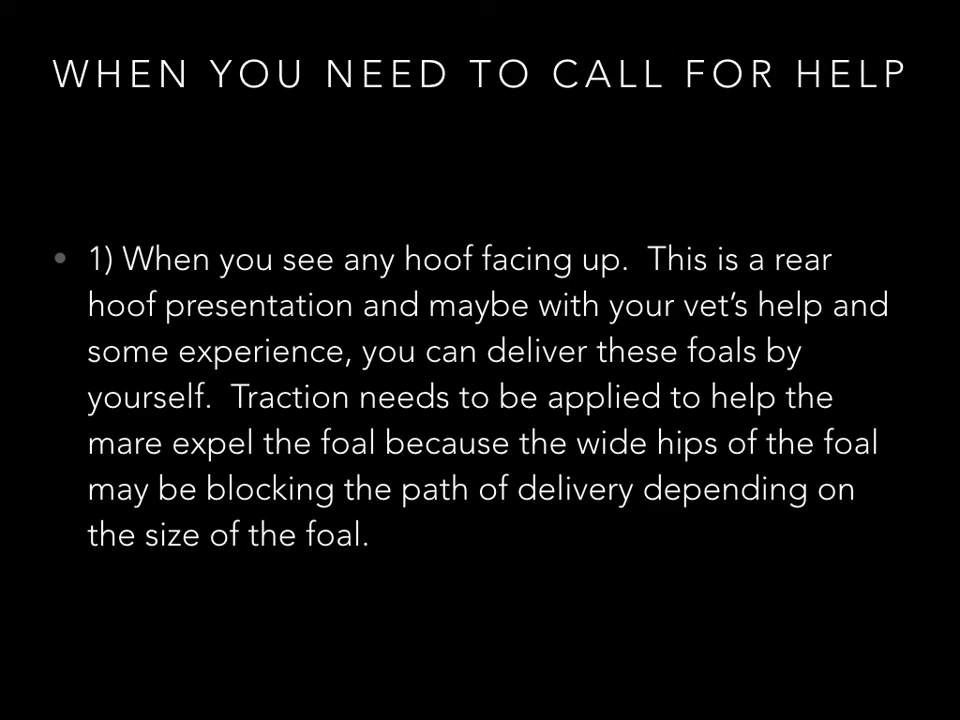 WHEN YOU NEED TO CALL FOR HELP
• 1) When you see any hoof facing up.  This is a rear
hoof presentation and maybe with your vet’s help and
some experience, you can deliver these foals by
yourself.  Traction needs to be applied to help the
mare expel the foal because the wide hips of the foal
may be blocking the path of delivery depending on
the size of the foal.